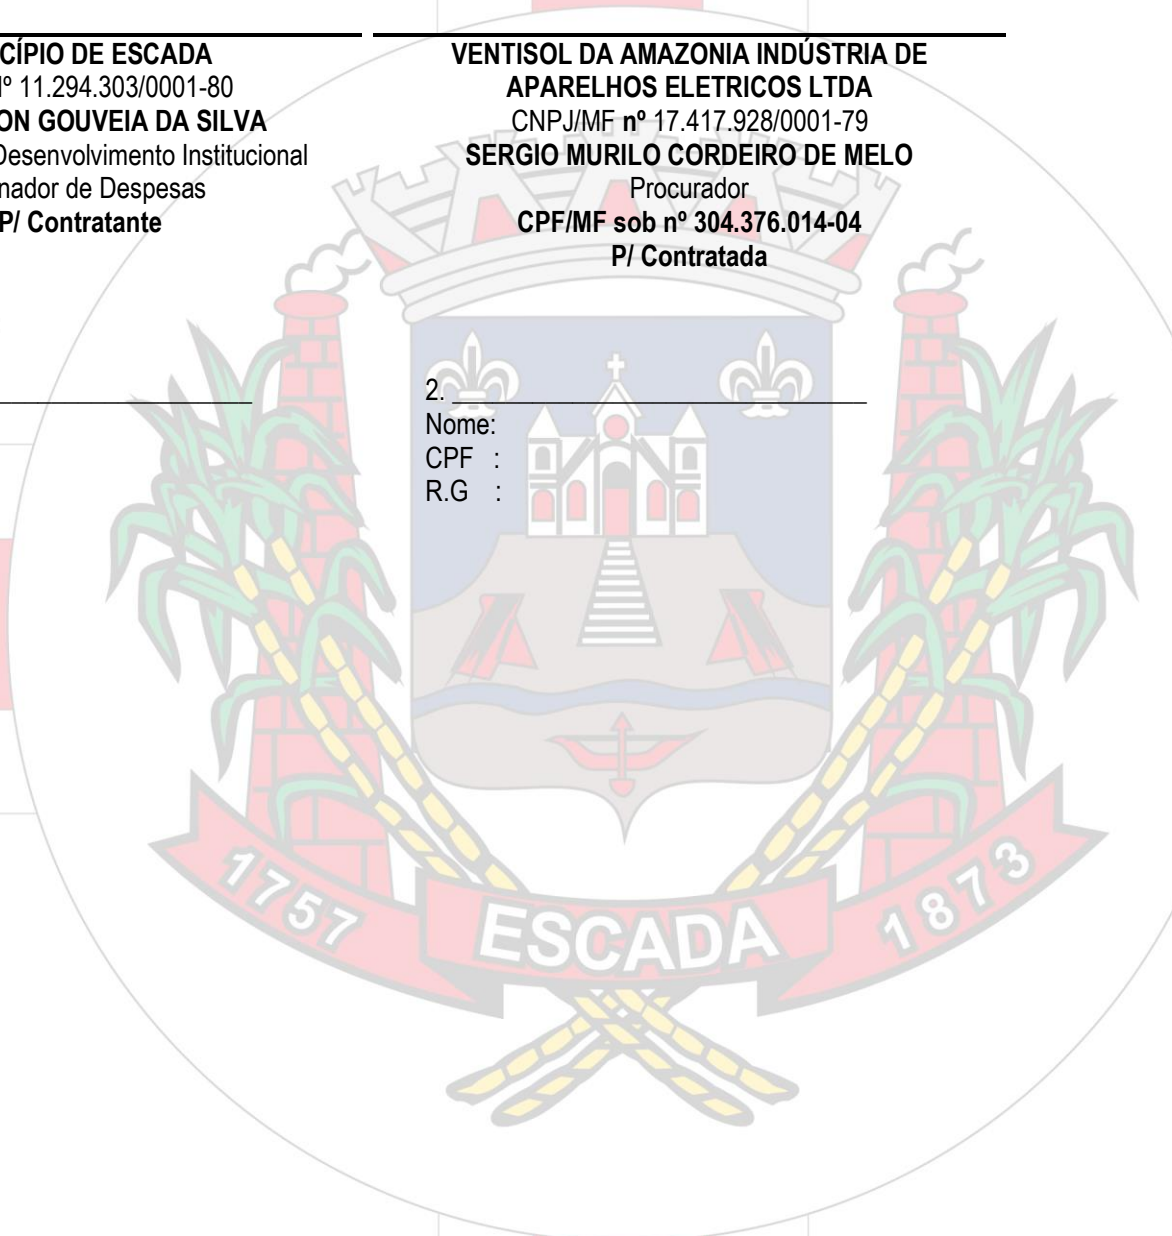 CÍPIO DE ESCADA
º 11.294.303/0001-80
ON GOUVEIA DA SILVA
Desenvolvimento Institucional
nador de Despesas
P/ Contratante
VENTISOL DA AMAZONIA INDÚSTRIA DE
APARELHOS ELETRICOS LTDA
CNPJ/MF nº 17.417.928/0001-79
SERGIO MURILO CORDEIRO DE MELO
Procurador
CPF/MF sob nº 304.376.014-04
P/ Contratada
2.
Nome:
CPF :
R.G :
1757
ESCADA
1873